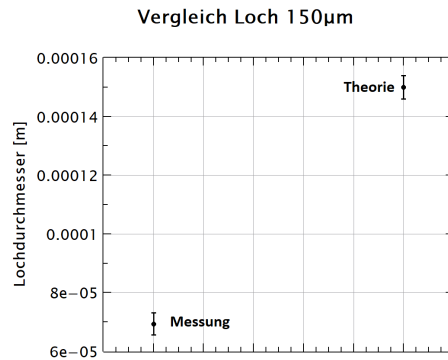 Vergleich Loch 150µm
0.00016
Theorie
0.00014
0.00012
Lochdurchmesser [m]
0.0001
8e−05
Messung
6e−05